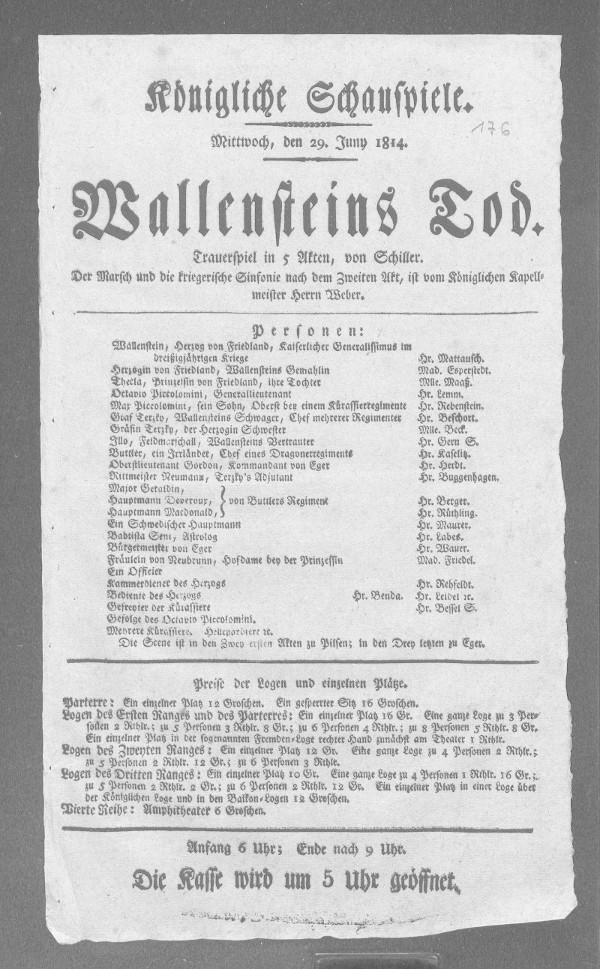 176
Königliche Schauspiele.
Mittwoch, den 29. Juny 1814.
Wallensteins Tod.
Trauerspiel in 5 Akten, von Schiller.
Der Marsch und die kriegerische Sinfonie nach dem Zweiten Akt, ist vom Königlichen Kapell-
meister Herrn Weber.
Personen:
Wallenstein, Herzog von Friedland, Kaiserlicher Generalissimus im
dreißigjährigen Kriege Hr. Mattausch.
Herzogin von Friedland, Wallensteins Gemahlin Mad. Esperstedt.
Thecla, Prinzessin von Friedland, ihre Tochter Mlle. Maaß.
Octavio Piccolomini, Generallieutenant Hr. Lemm.
Max Piccolomini, sein Sohn, Oberst bei einem Kürassierregimente Hr. Rebenstein.
Graf Terzky, Wallensteins Schwager, Chef mehrerer Regimenter Hr. Beschort.
Gräfin Terzky, der Herzogin Schwester Mlle. Beck.
Illo, Feldmarschall, Wallensteins Vertrauter Hr. Gern S.
Buttler, ein Irrländer, Chef eines Dragonerregiments Hr. Kaselitz.
Oberstlieutenant Gordon, Kommandant von Eger Hr. Herdt.
Rittmeister Neumann, Terzky's Adjutant Hr. Buggenhagen.
Major Geraldin,
Hauptmann Deveroux, von Buttlers Regiment Hr. Berger.
Hauptmann Macdonald, Hr. Rüthling.
Ein Schwedischer Hauptmann Hr. Maurer.
Babtista Seni, Astrolog Hr. Labes.
Bürgermeister von Eger Hr. Wauer.
Fräulein von Neubrunn, Hofdame bey der Prinzessin Mad. Friedel.
Ein Officier
Kammerdiener des Herzogs Hr. Rehfeldt.
Bediente des Herzogs Hr. Benda. Hr. Leidel ꝛc.
Gefreyter der Kürassiere Hr. Bessel S.
Gefolge des Octavio Piccolomini.
Mehrere Kürassiere. Hellepardiere ꝛc.
Die Scene ist in den Zwey ersten Akten zu Pilsen; in den Drey letzten zu Eger.
Preise der Logen und einzelnen Plätze.
Parterre: Ein einzelner Platz 12 Groschen. Ein gesperrter Sitz 16 Groschen.
Logen des Ersten Ranges und des Parterres: Ein einzelner Platz 16 Gr. Eine ganze Loge zu 3 Per-
sonen 2 Rthlr.; zu 5 Personen 3 Rthlr. 8 Gr.; zu 6 Personen 4 Rthlr.; zu 8 Personen 5 Rthlr. 8 Gr.
Ein einzelner Platz in der sogenannten Fremden-Loge rechter Hand zunächst am Theater 1 Rthlr.
Logen des Zweyten Ranges: Ein einzelner Platz 12 Gr. Eine ganze Loge zu 4 Personen 2 Rthlr.;
zu 5 Personen 2 Rthlr. 12 Gr.; zu 6 Personen 3 Rthlr.
Logen des Dritten Ranges: Ein einzelner Platz 10 Gr. Eine ganze Loge zu 4 Personen 1 Rthlr. 16 Gr.;
zu 5 Personen 2 Rthlr. 2 Gr.; zu 6 Personen 2 Rthlr. 12 Gr. Ein einzelner Platz in einer Loge über
der Königlichen Loge und in den Balkon-Logen 12 Groschen.
Vierte Reihe: Amphitheater 6 Groschen.
Anfang 6 Uhr; Ende nach 9 Uhr.
Die Kasse wird um 5 Uhr geöffnet.